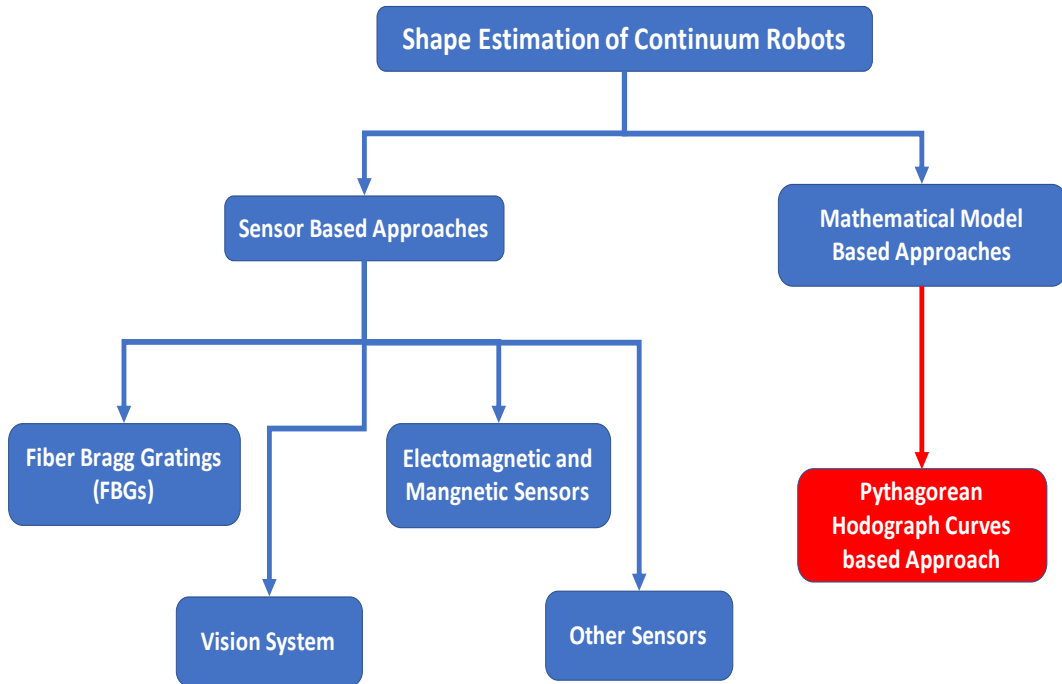 Shape Estimation of Continuum Robots
Sensor Based Approaches
Mathematical Model
Based Approaches
Fiber Bragg Gratings
(FBGs)
Electomagnetic and
Mangnetic Sensors
Pythagorean
Hodograph Curves
based Approach
Vision System
Other Sensors